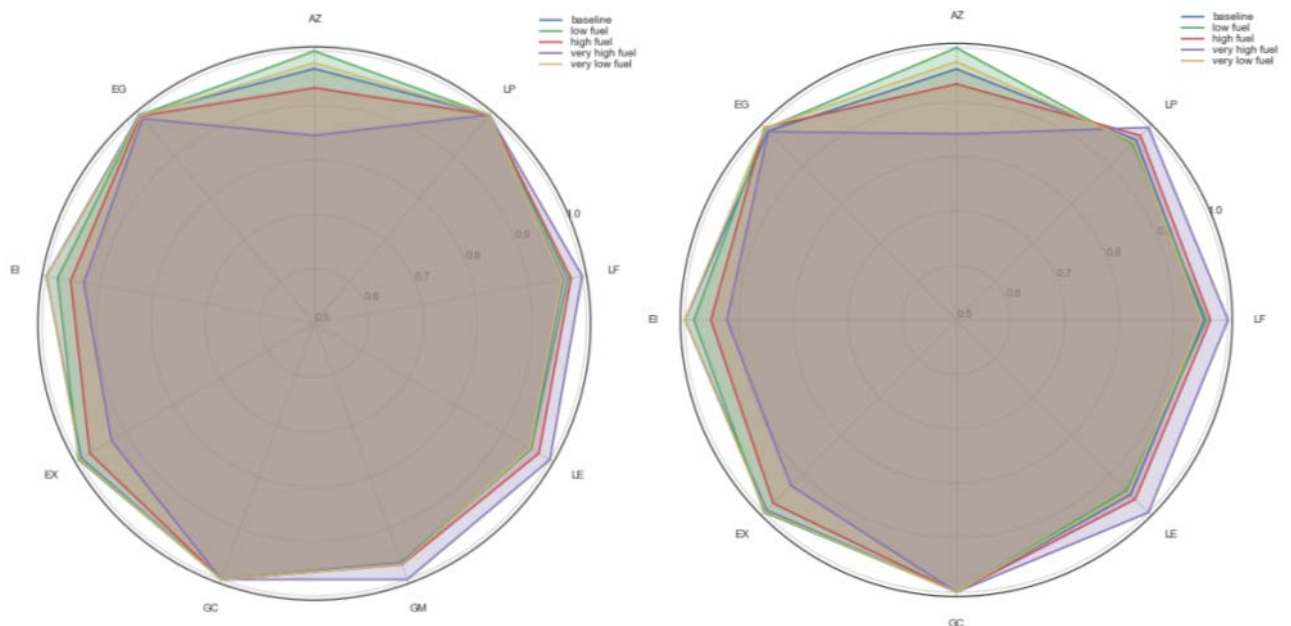 AZ
baseline
low fuel
high fuel
very high fuel
very low fuel
EG
LP
1.0
0.9
0.8
0.7
0.6
0.5
EI
LF
EX
LE
GC
GM
AZ
baseline
low fuel
high fuel
very high fuel
very low fuel
EG
LP
1.0
0.8
0.7
0.6
0.5
EI
LF
EX
LE
GC